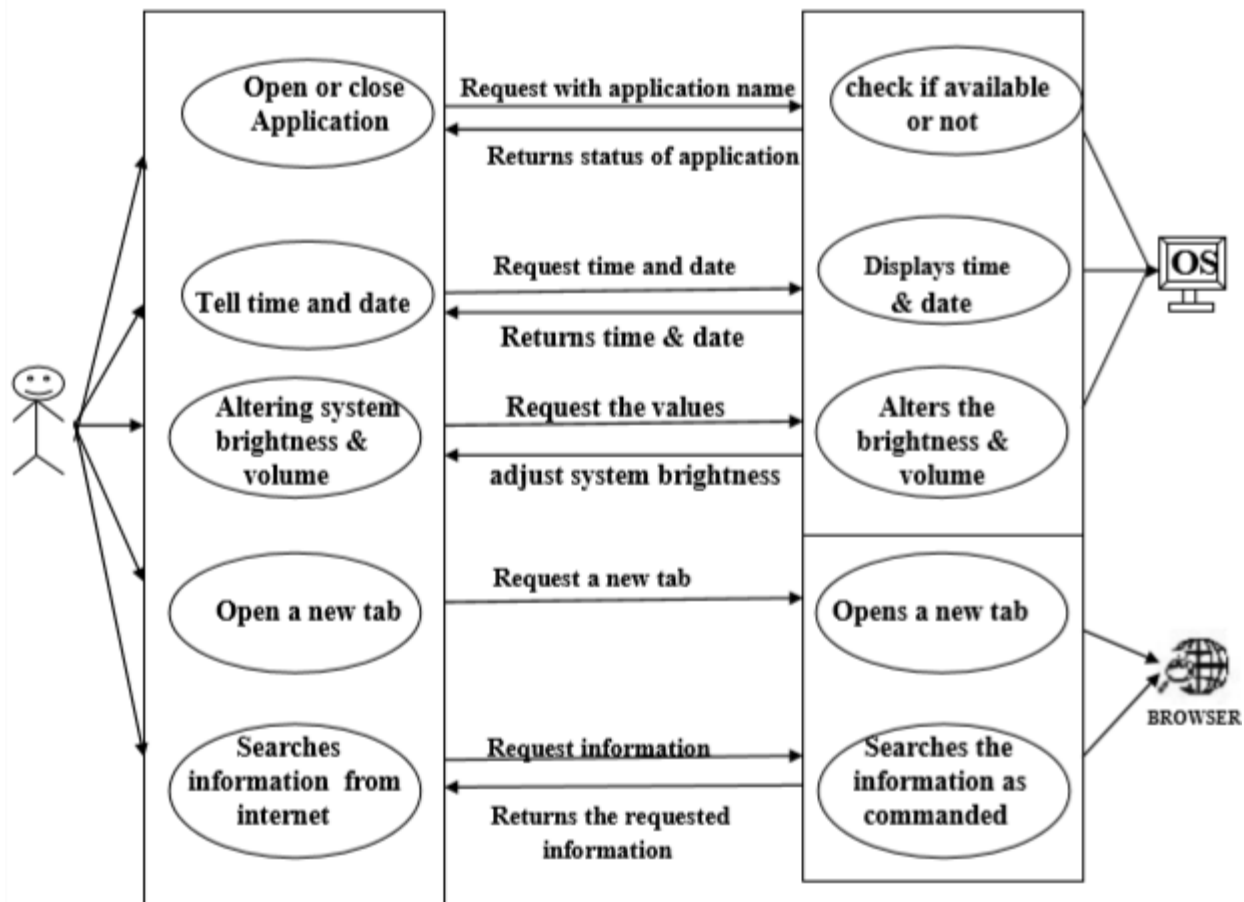 Open or close
Application
Request with application name
Returns status of application
check if available
or not
Tell time and date
Request time and date
Returns time & date
Displays time
& date
OS
Altering system
brightness &
volume
Request the values
adjust system brightness
Alters the
brightness &
volume
Open a new tab
Request a new tab
Opens a new tab
BROWSER
Searches
information from
internet
Request information
Returns the requested
information
Searches the
information as
commanded